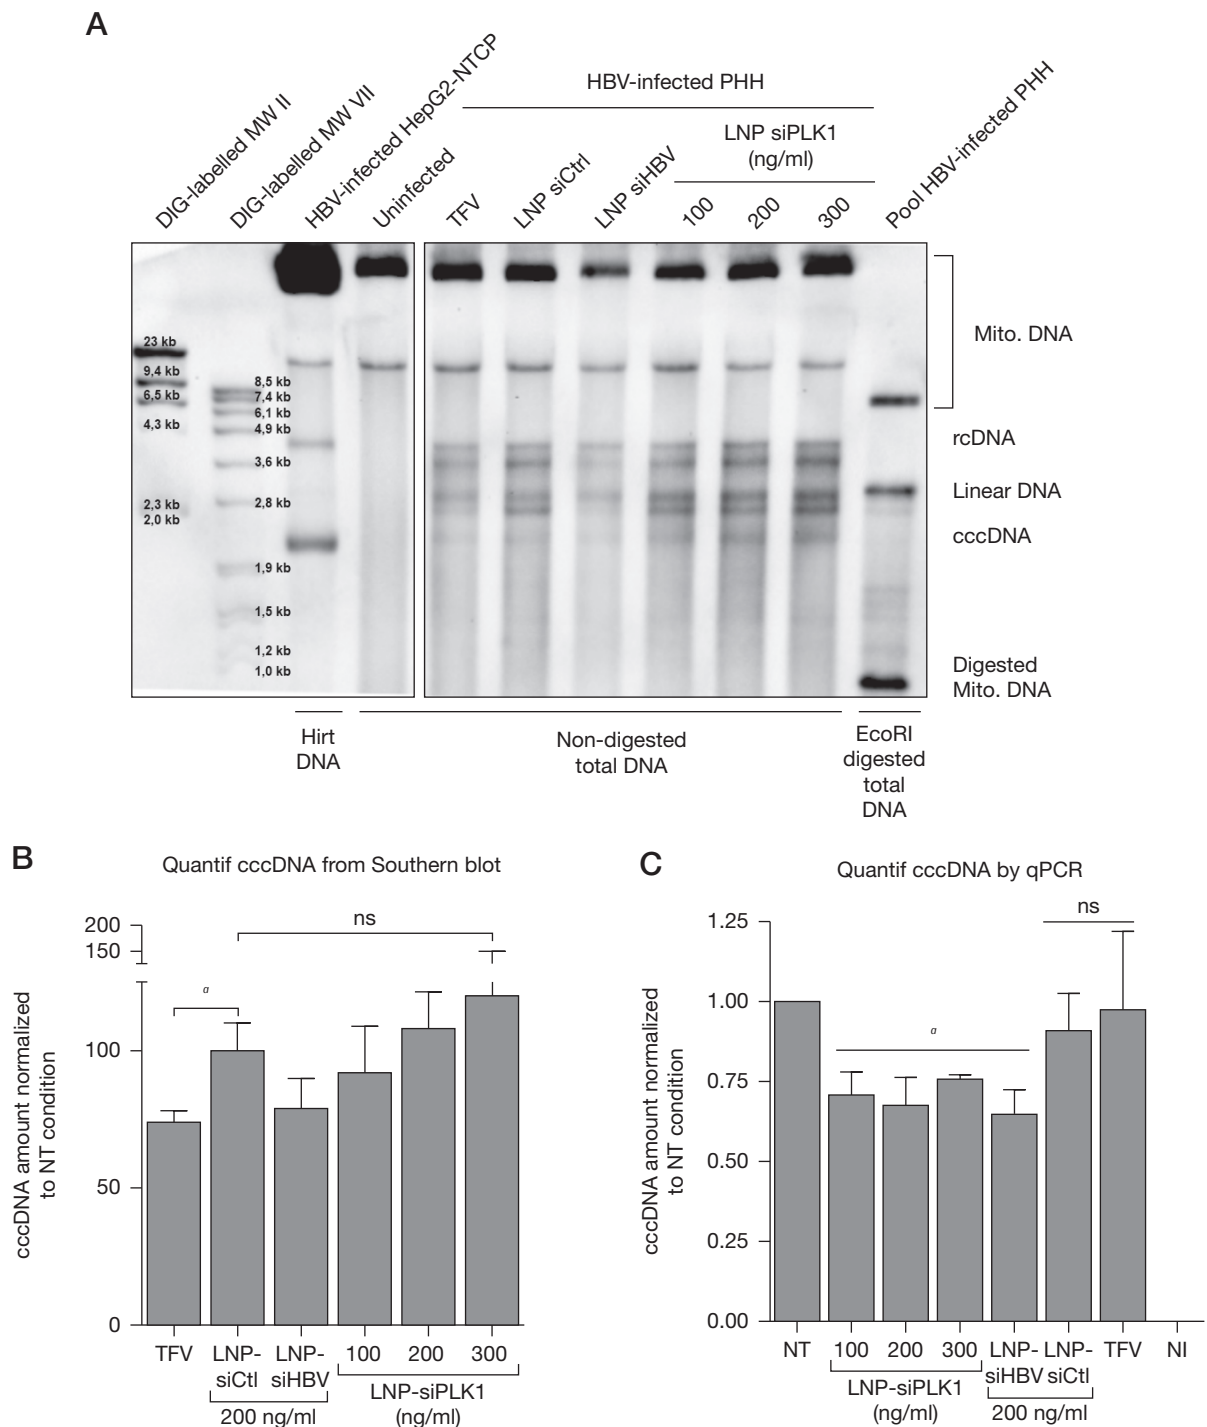 A
DIG-labelled MW II
DIG-labelled MW VII
HBV-infected HepG2-NTCP
Uninfected
HBV-infected PHH
TFV
LNP siCtrl
LNP siHBV
LNP siPLK1
(ng/ml)
100
200
300
Pool HBV-infected PHH
23 kb
9,4 kb
6,5 kb
4,3 kb
2,3 kb
2,0 kb
8,5 kb
7,4 kb
6,1 kb
4,9 kb
3,6 kb
2,8 kb
1,9 kb
1,5 kb
1,2 kb
1,0 kb
Mito. DNA
rcDNA
Linear DNA
cccDNA
Digested
Mito. DNA
Hirt
DNA
Non-digested
total DNA
EcoRI
digested
total
DNA
B
Quantif cccDNA from Southern blot
cccDNA amount normalized
to NT condition
200
150
100
50
0
a
ns
TFV
LNP-
siCtl
LNP-
siHBV
100
200
300
200 ng/ml
LNP-siPLK1
(ng/ml)
C
Quantif cccDNA by qPCR
cccDNA amount normalized
to NT condition
1.25
1.00
0.75
0.50
0.25
0.00
a
ns
NT
100
200
300
LNP-
siHBV
LNP-
siCtl
TFV
NI
LNP-siPLK1
(ng/ml)
200 ng/ml